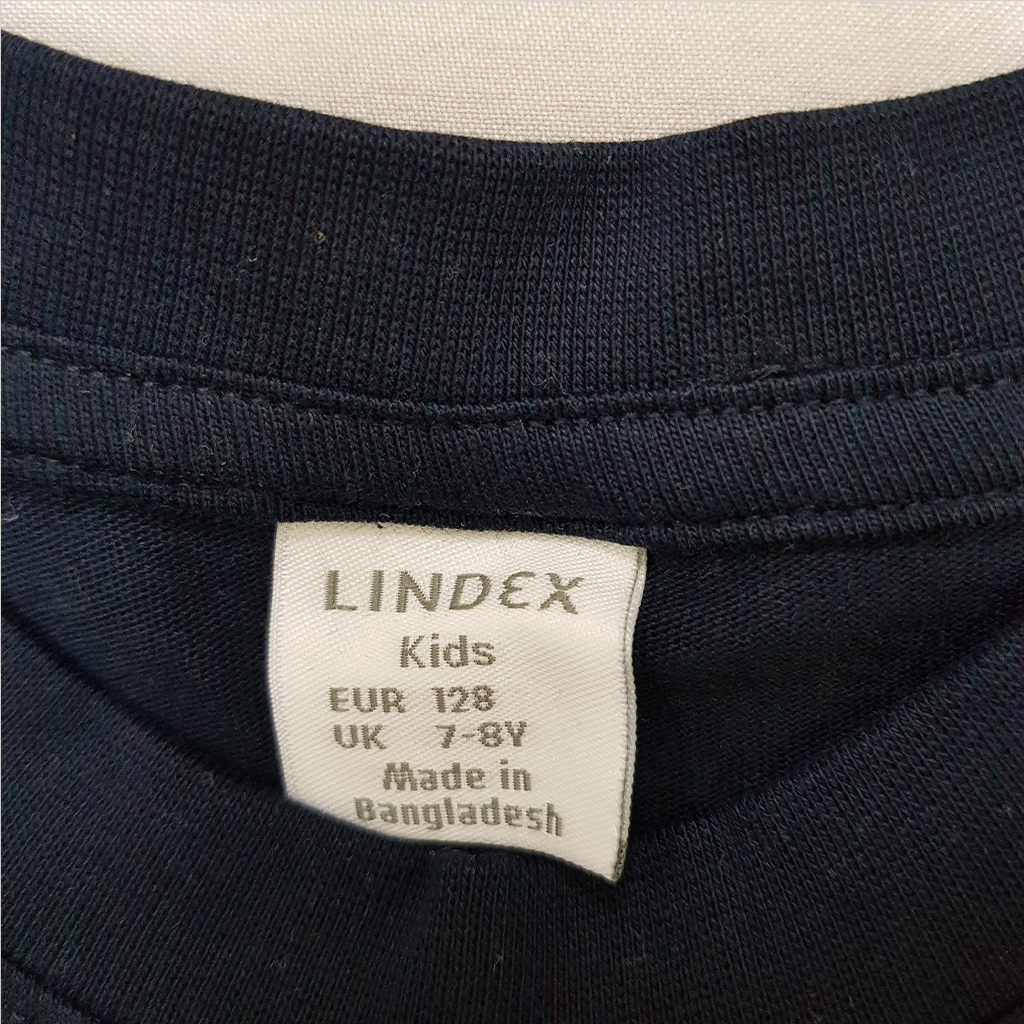 LINDEX
Kids
EUR 128
UK 7-8Y
Made in
Bangladesh